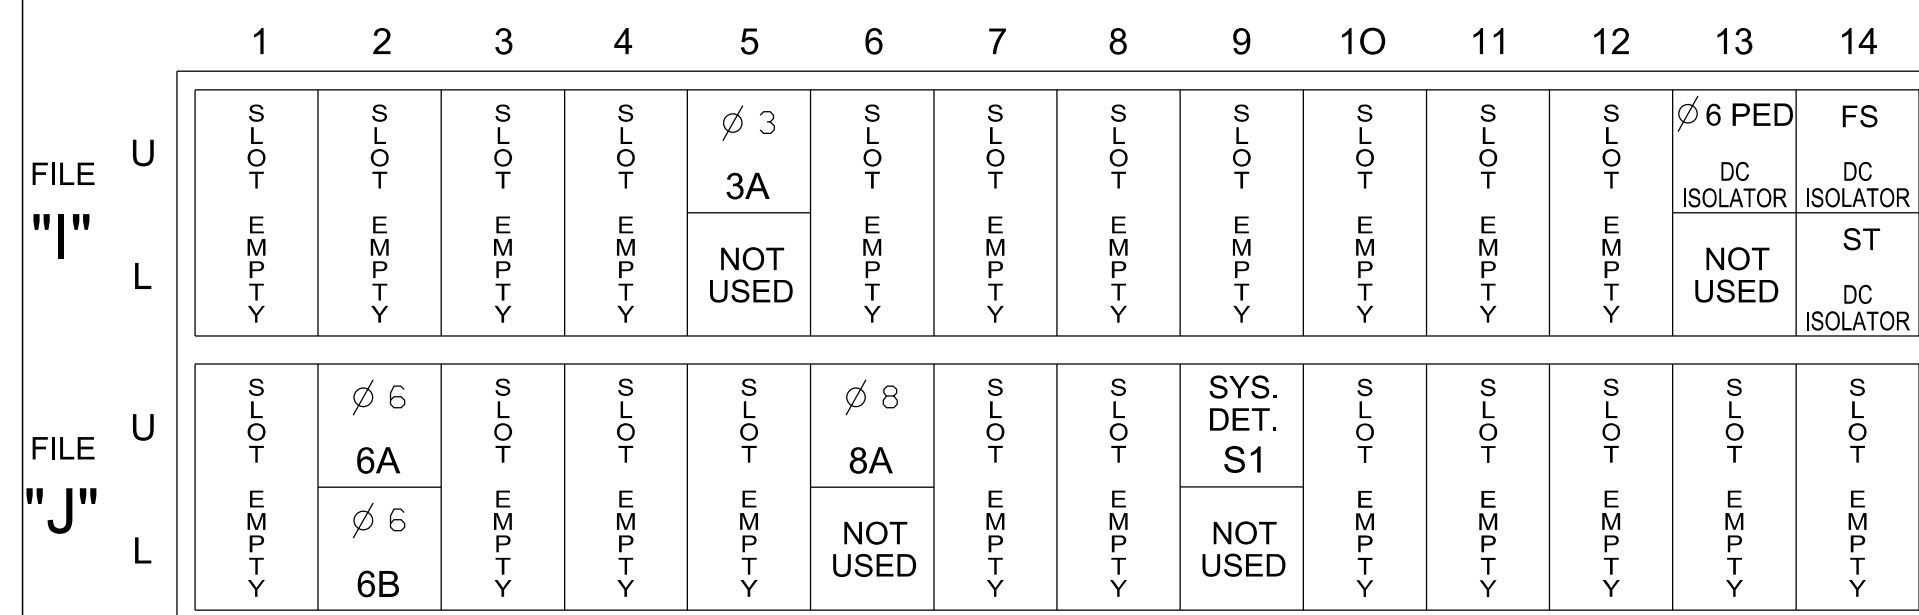 1 2 3 4 5 6 7 8 9 10 11 12 13 14
FILE "I"
U
L
SLOT EMPTY
SLOT EMPTY
SLOT EMPTY
SLOT EMPTY
Ø 3
3A
NOT
USED
SLOT EMPTY
SLOT EMPTY
SLOT EMPTY
SLOT EMPTY
SLOT EMPTY
SLOT EMPTY
SLOT EMPTY
Ø 6 PED
DC
ISOLATOR
NOT
USED
FS
DC
ISOLATOR
ST
DC
ISOLATOR
FILE "J"
U
L
SLOT EMPTY
Ø 6
6A
Ø 6
6B
SLOT EMPTY
SLOT EMPTY
SLOT EMPTY
Ø 8
8A
NOT
USED
SLOT EMPTY
SLOT EMPTY
SYS.
DET.
S1
NOT
USED
SLOT EMPTY
SLOT EMPTY
SLOT EMPTY
SLOT EMPTY
SLOT EMPTY